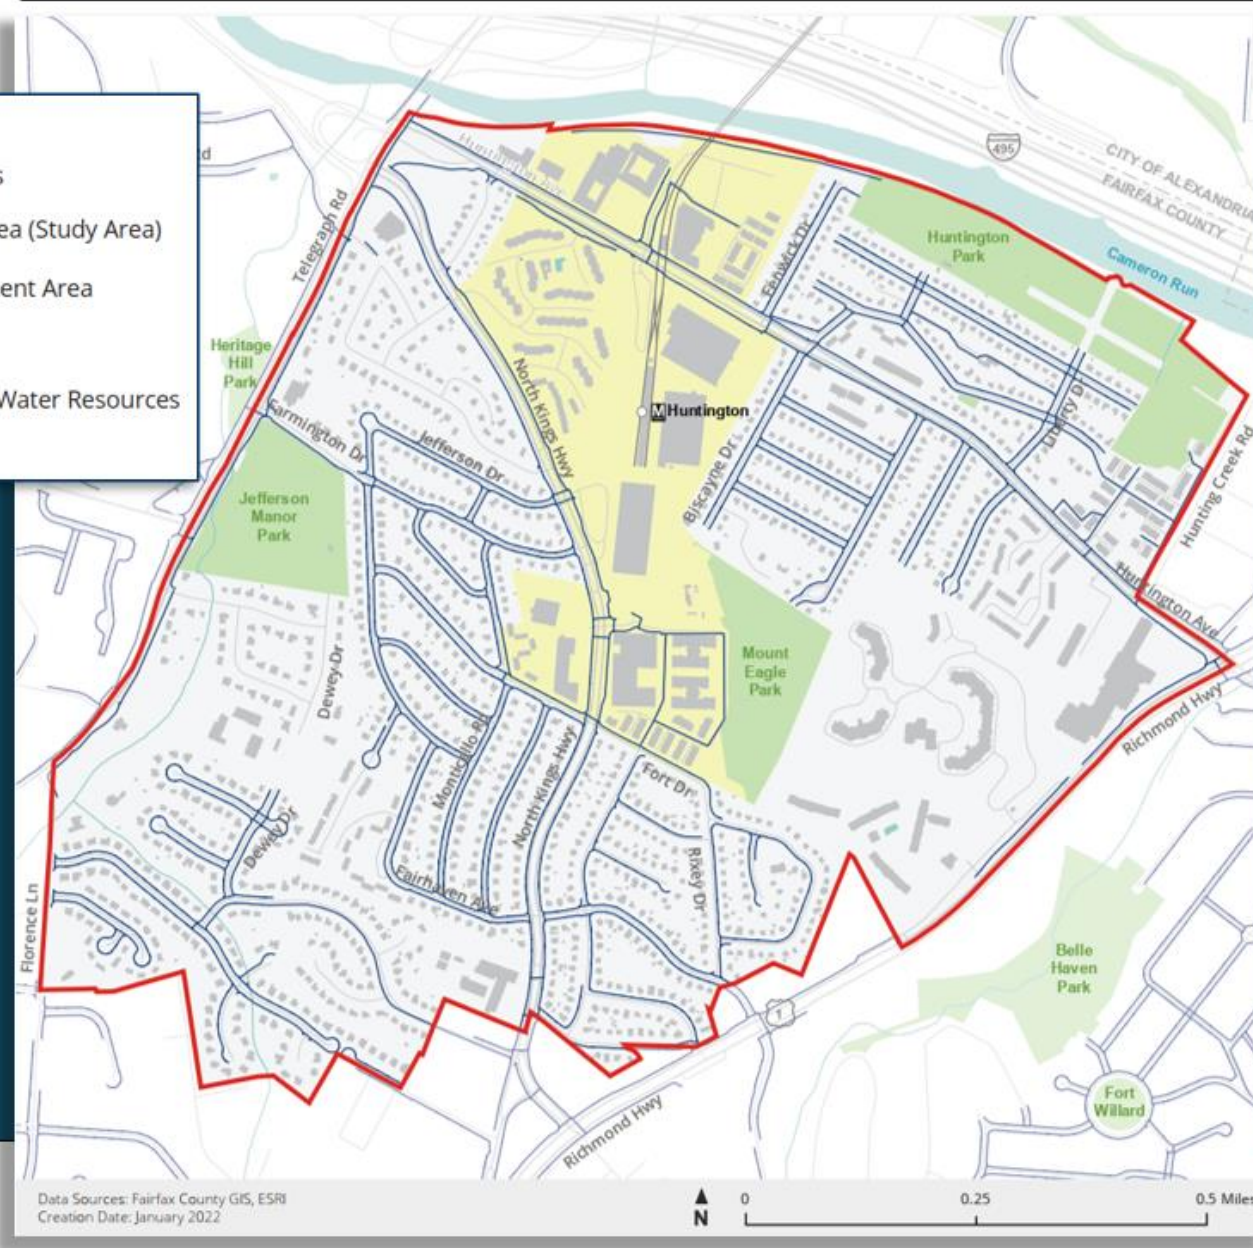 s
ea (Study Area)
ent Area
Water Resources
d
Huntington Ave
495
CITY OF ALEXANDRIA
FAIRFAX COUNTY
Telegraph Rd
Fenwick Dr
Huntington
Park
Cameron Run
Heritage
Hill
Park
North Kings Hwy
M Huntington
Farmington Dr
Jefferson Dr
Liberty Dr
Biscayne Dr
Hunting Creek Rd
Jefferson
Manor
Park
Huntington Ave
Mount
Eagle
Park
Dewey Dr
Richmond Hwy
Monticello Rd
North Kings Hwy
Fort Dr
Dewey Dr
Rixey Dr
Fairhaven Ave
Florence Ln
Belle
Haven
Park
1
Fort
Willard
Richmond Hwy
Data Sources: Fairfax County GIS, ESRI
Creation Date: January 2022
N
0
0.25
0.5 Miles